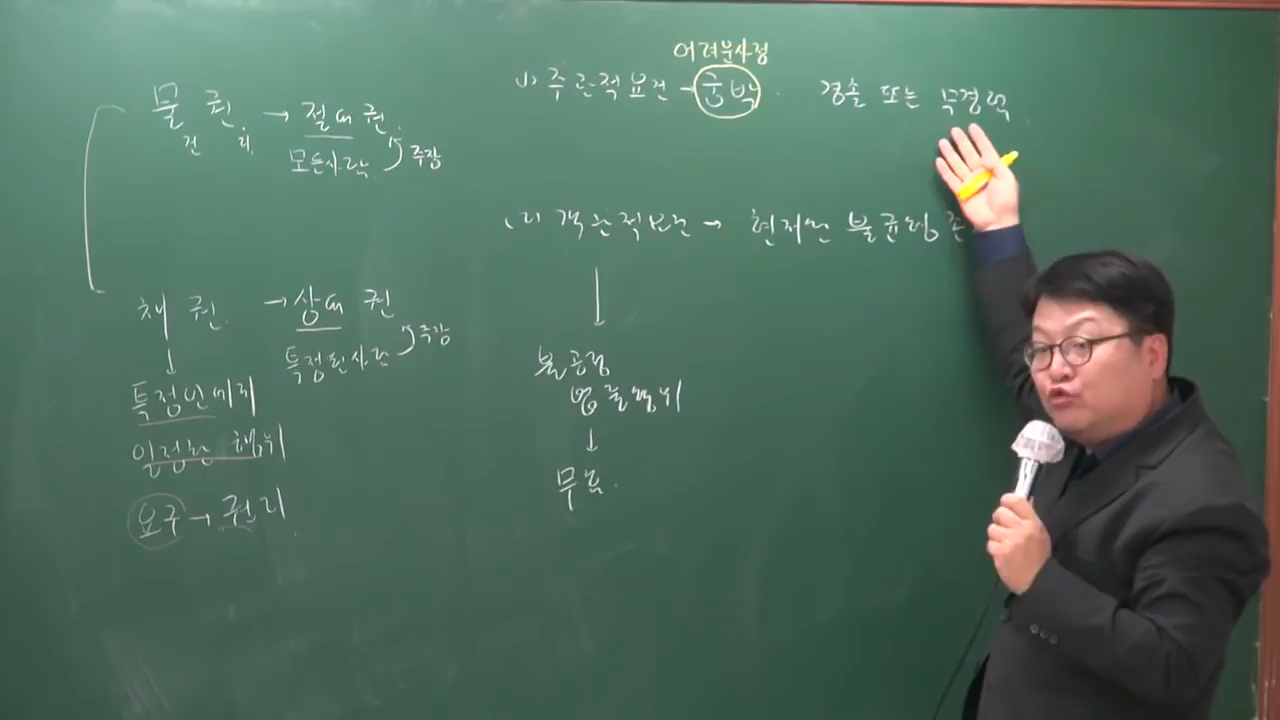 물권. → 절대권.
건 리
모든사람 주장
채권. → 상대권
특정된사람 주장
↓
특정인에게
일정한 행위
요구 → 권리.
어려운사정
(1) 주관적요건 → 궁박. 경솔 또는 무경험.
(2) 객관적요건 → 현저한 불균형 존
↓
불공정
법률행위
↓
무효.